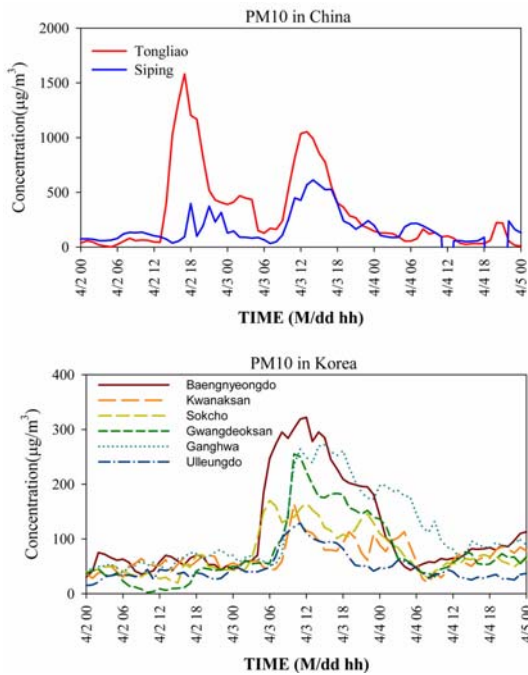 PM10 in China
2000
1500
1000
500
0
Concentration(μg/m³)
Tongliao
Siping
4/2 00
4/2 06
4/2 12
4/2 18
4/3 00
4/3 06
4/3 12
4/3 18
4/4 00
4/4 06
4/4 12
4/4 18
4/5 00
TIME (M/dd hh)
PM10 in Korea
400
300
200
100
0
Concentration(μg/m³)
Baengnyeongdo
Kwanaksan
Sokcho
Gwangdeoksan
Ganghwa
Ulleungdo
4/2 00
4/2 06
4/2 12
4/2 18
4/3 00
4/3 06
4/3 12
4/3 18
4/4 00
4/4 06
4/4 12
4/4 18
4/5 00
TIME (M/dd hh)